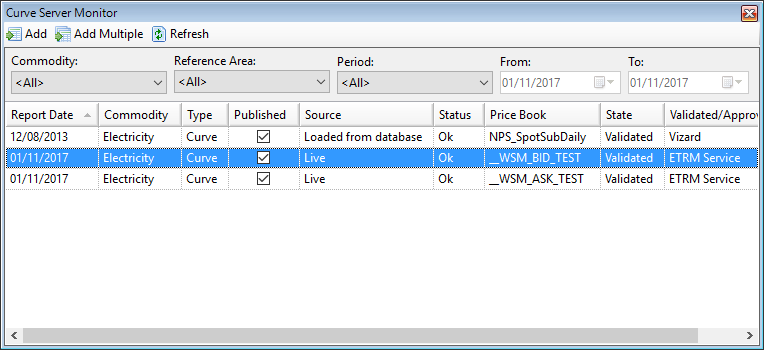 Curve Server Monitor
Add Add Multiple Refresh
Commodity: Reference Area: Period: From: To:
<All> <All> <All> 01/11/2017 01/11/2017
Report Date Commodity Type Published Source Status Price Book State Validated/Approv
12/08/2013 Electricity Curve Loaded from database Ok NPS_SpotSubDaily Validated Vizard
01/11/2017 Electricity Curve Live Ok __WSM_BID_TEST Validated ETRM Service
01/11/2017 Electricity Curve Live Ok __WSM_ASK_TEST Validated ETRM Service